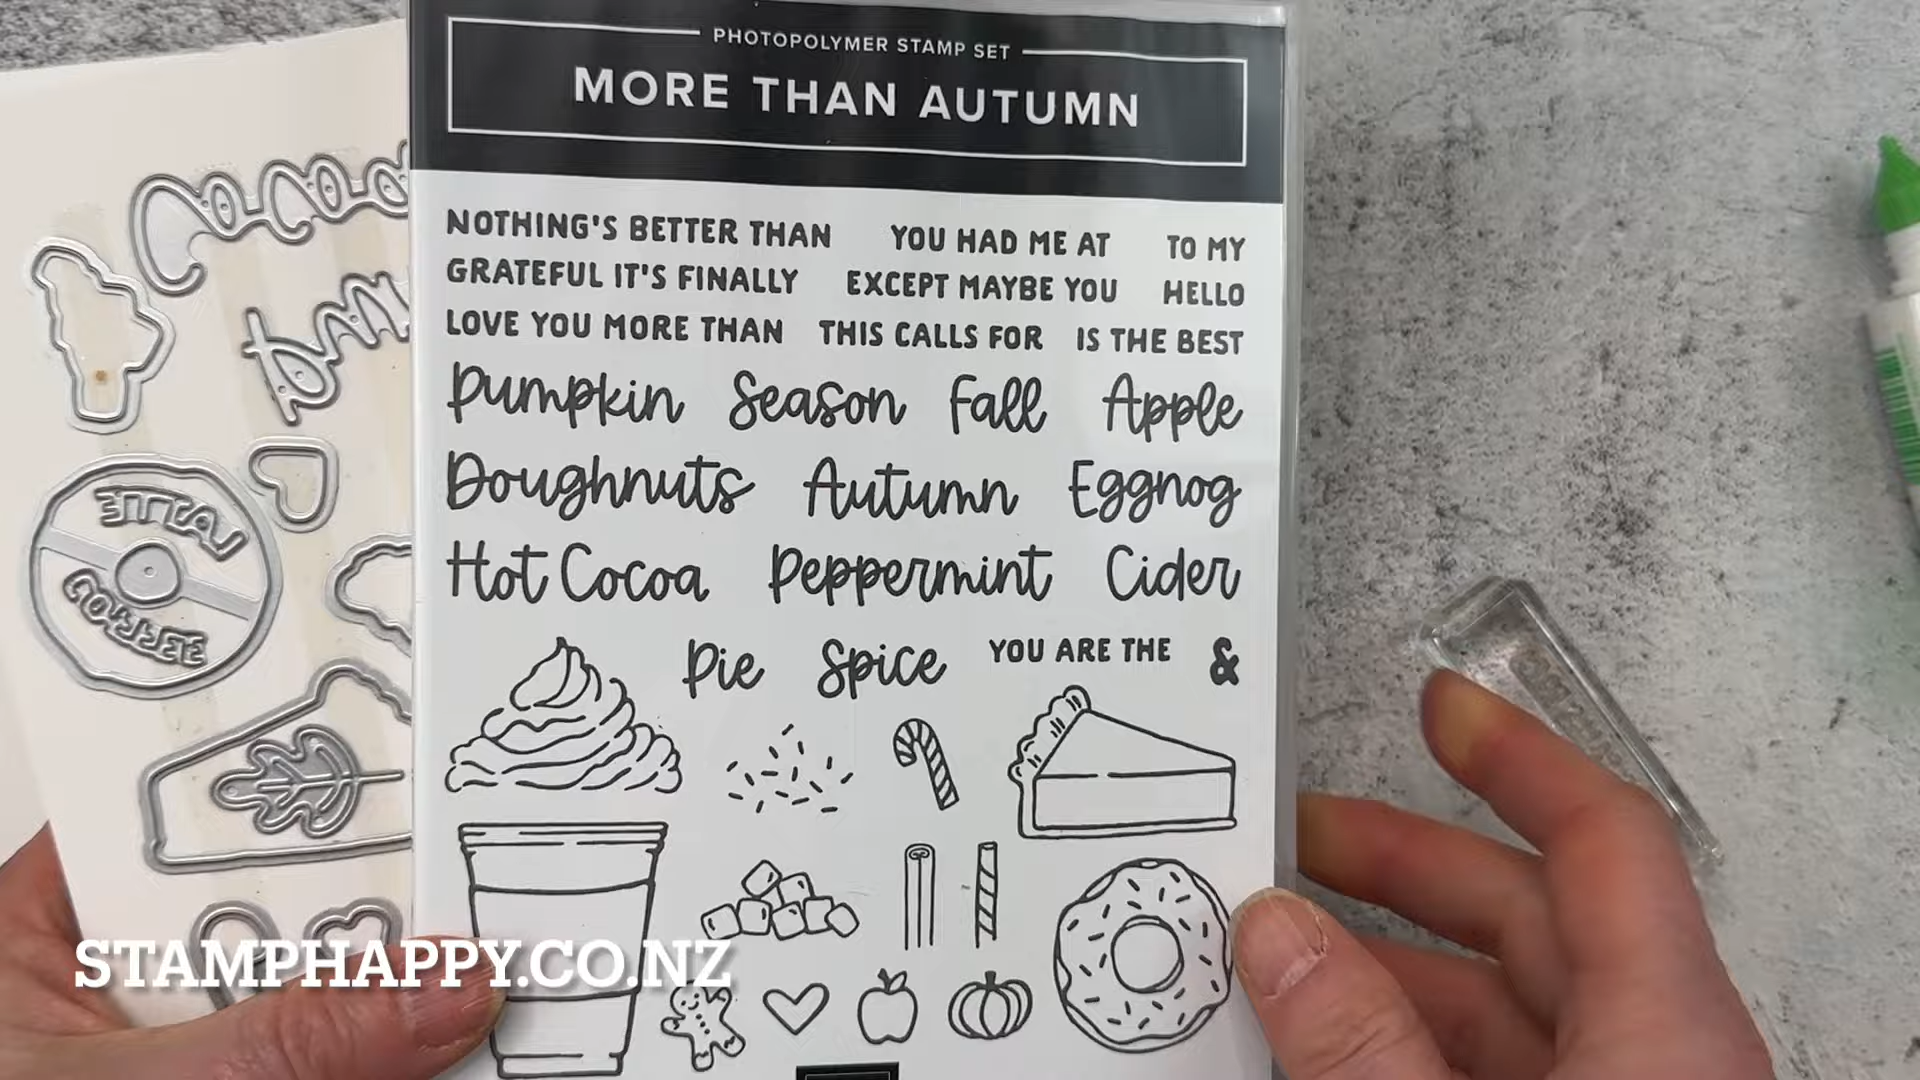 PHOTOPOLYMER STAMP SET
MORE THAN AUTUMN
NOTHING'S BETTER THAN YOU HAD ME AT TO MY
GRATEFUL IT'S FINALLY EXCEPT MAYBE YOU HELLO
LOVE YOU MORE THAN THIS CALLS FOR IS THE BEST
Pumpkin Season Fall Apple
Doughnuts Autumn Eggnog
Hot Cocoa Peppermint Cider
Pie Spice YOU ARE THE &
LATTE
COFFEE
STAMPHAPPY.CO.NZ